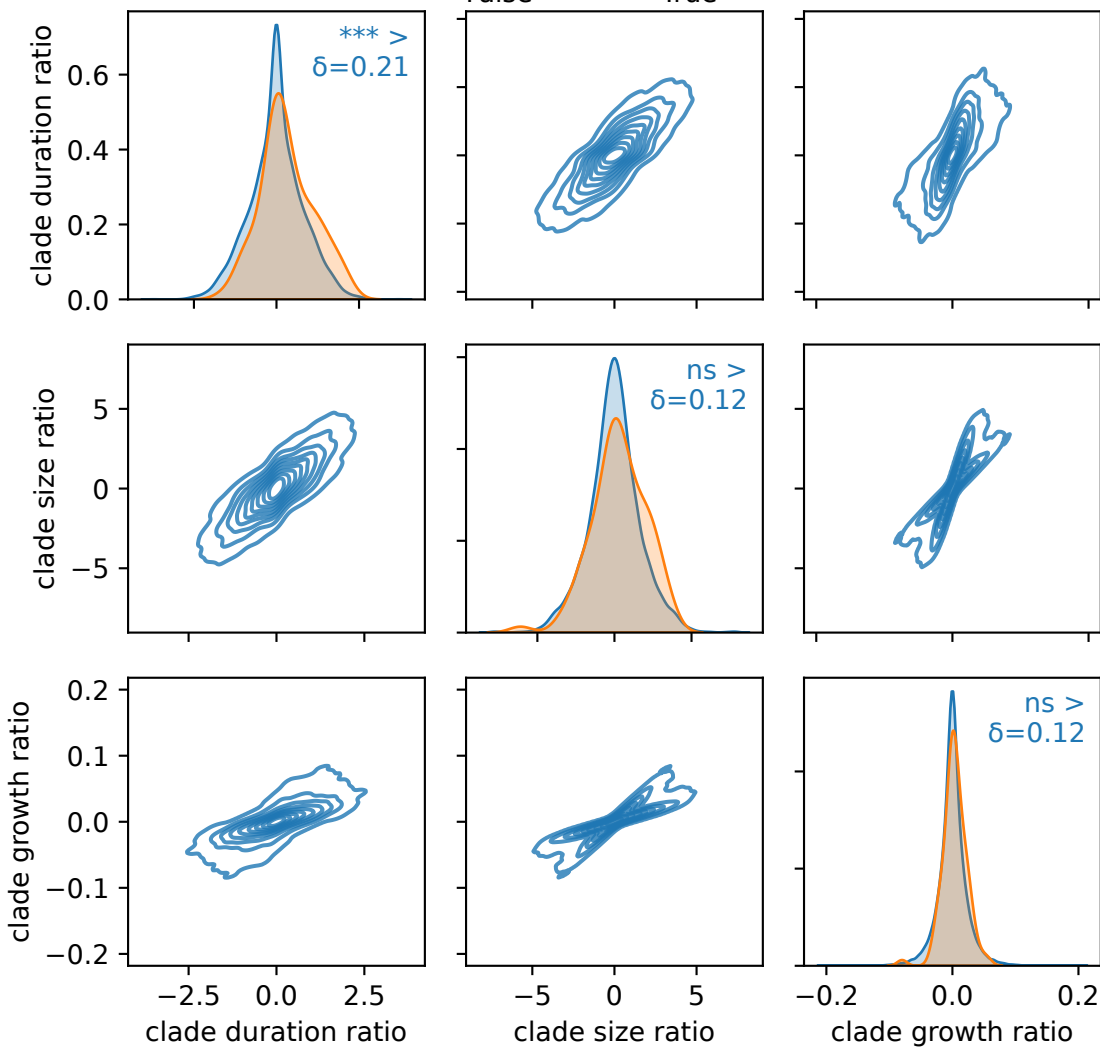 clade duration ratio
0.6
0.4
0.2
0.0
*** >
δ=0.21
clade size ratio
5
0
−5
ns >
δ=0.12
clade growth ratio
0.2
0.1
0.0
−0.1
−0.2
ns >
δ=0.12
−2.5 0.0 2.5
clade duration ratio
−5 0 5
clade size ratio
−0.2 0.0 0.2
clade growth ratio